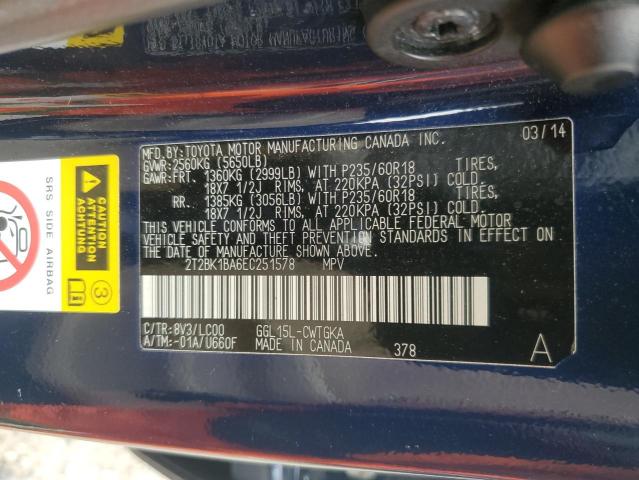 MFD.BY:TOYOTA MOTOR MANUFACTURING CANADA INC. 03/14
GVWR:2560KG (5650LB)
GAWR:FRT. 1360KG (2999LB) WITH P235/60R18 TIRES,
18X7 1/2J RIMS, AT 220KPA (32PSI) COLD.
RR. 1385KG (3056LB) WITH P235/60R18 TIRES,
18X7 1/2J RIMS, AT 220KPA (32PSI) COLD.
THIS VEHICLE CONFORMS TO ALL APPLICABLE FEDERAL MOTOR
VEHICLE SAFETY AND THEFT PREVENTION STANDARDS IN EFFECT ON
THE DATE OF MANUFACTURE SHOWN ABOVE.
2T2BK1BA6EC251578 MPV
C/TR: 8V3/LC00 GGL15L-CWTGKA
A/TM:-01A/U660F MADE IN CANADA 378 A
CAUTION
ATTENTION
SRS SIDE AIRBAG
3